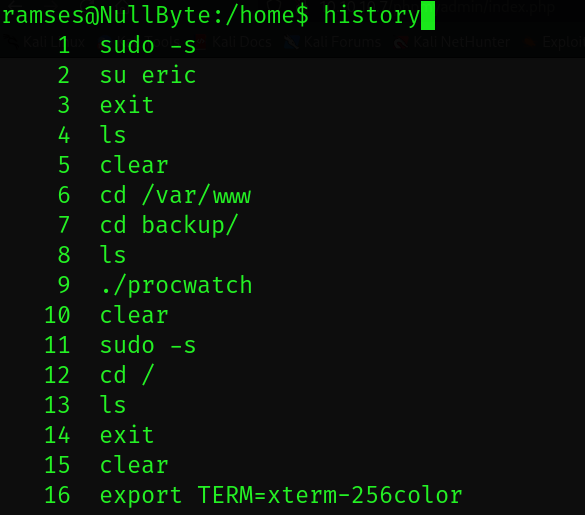 ramses@NullByte:/home$ history
1 sudo -s
2 su eric
3 exit
4 ls
5 clear
6 cd /var/www
7 cd backup/
8 ls
9 ./procwatch
10 clear
11 sudo -s
12 cd /
13 ls
14 exit
15 clear
16 export TERM=xterm-256color